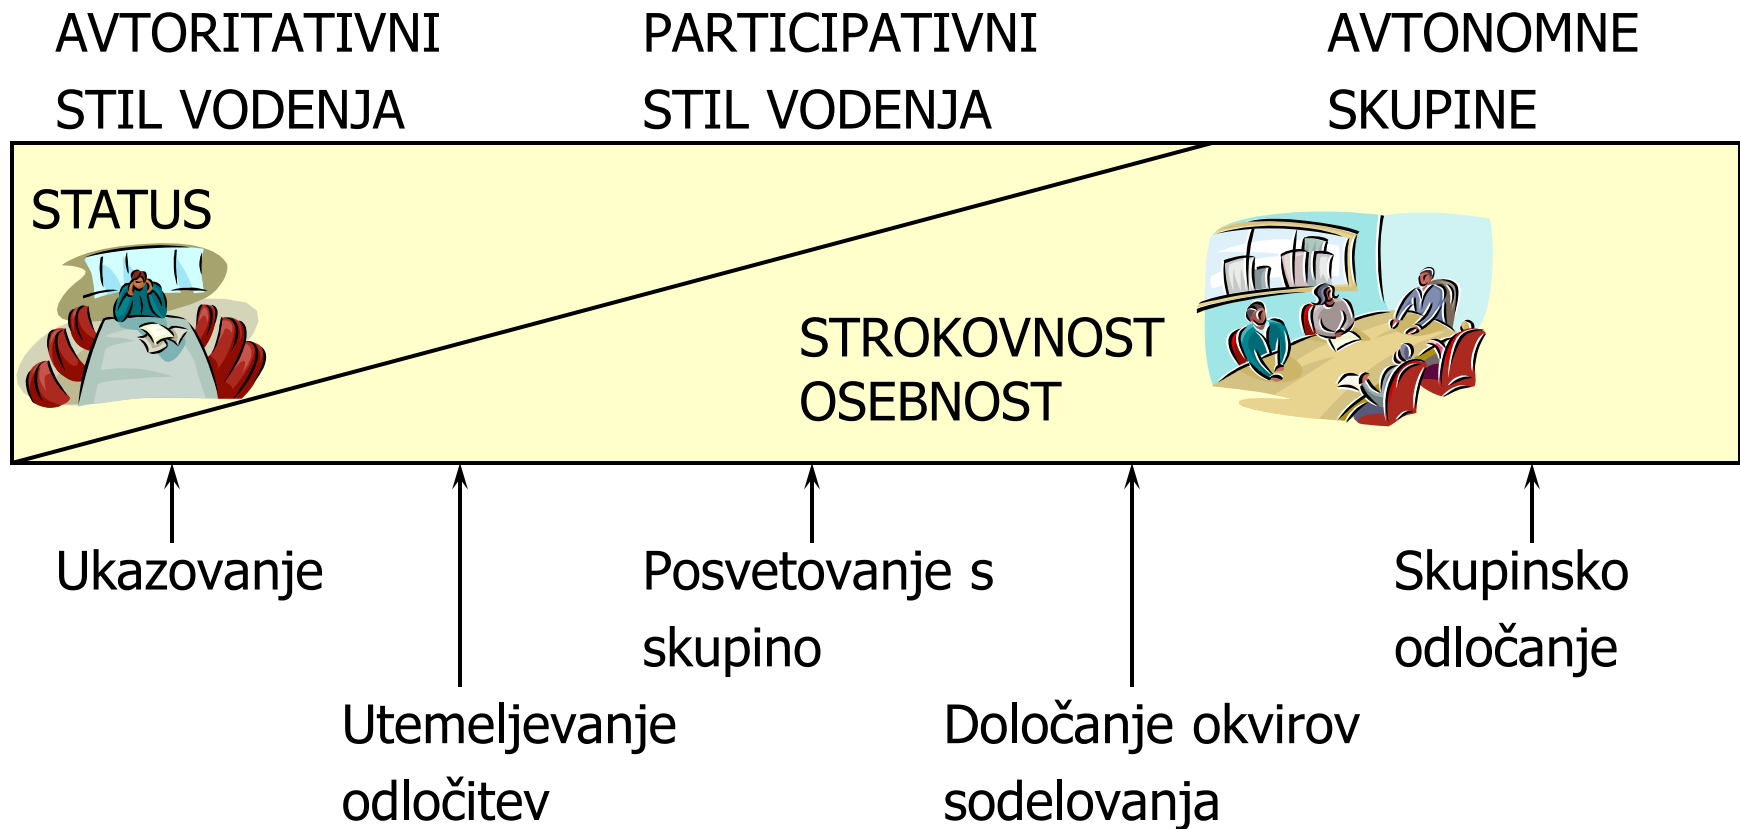 AVTORITATIVNI
STIL VODENJA
PARTICIPATIVNI
STIL VODENJA
AVTONOMNE
SKUPINE
STATUS
STROKOVNOST
OSEBNOST
Ukazovanje
Posvetovanje s
skupino
Skupinsko
odločanje
Utemeljevanje
odločitev
Določanje okvirov
sodelovanja